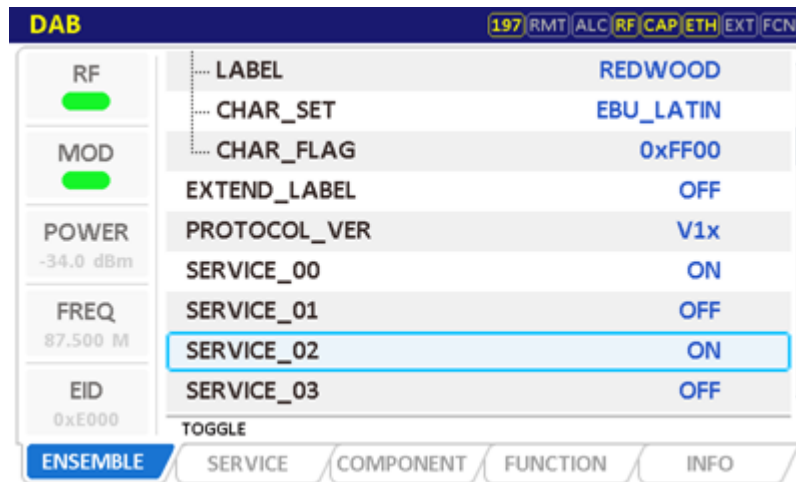 DAB 197 RMT ALC RF CAP ETH EXT FCN
RF
MOD
POWER
-34.0 dBm
FREQ
87.500 M
EID
0xE000
LABEL REDWOOD
CHAR_SET EBU_LATIN
CHAR_FLAG 0xFF00
EXTEND_LABEL OFF
PROTOCOL_VER V1x
SERVICE_00 ON
SERVICE_01 OFF
SERVICE_02 ON
SERVICE_03 OFF
TOGGLE
ENSEMBLE SERVICE COMPONENT FUNCTION INFO